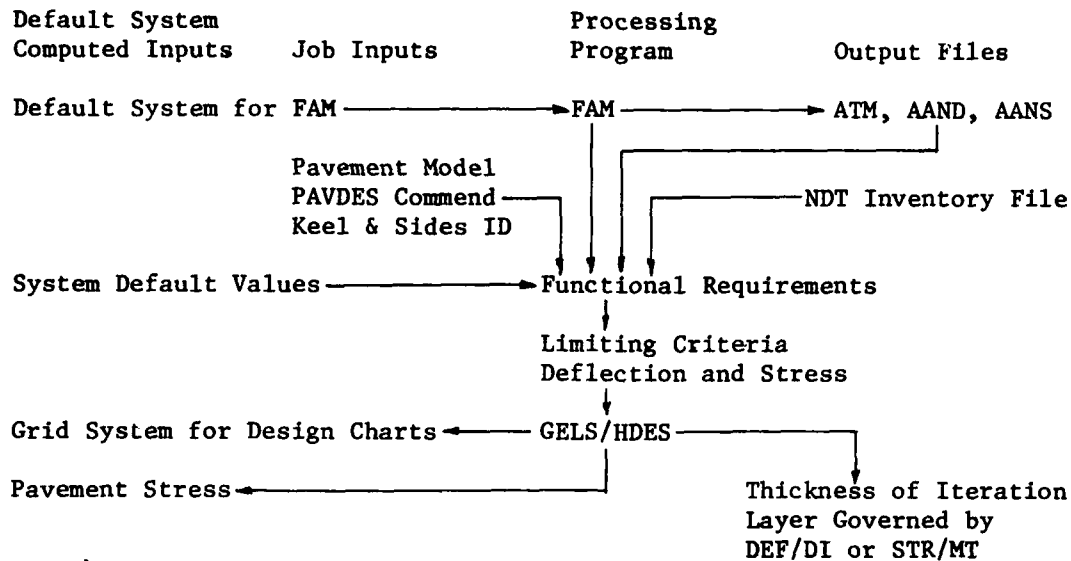 Default System
Computed Inputs
Job Inputs
Processing
Program
Output Files
Default System for FAM
FAM
ATM, AAND, AANS
Pavement Model
PAVDES Commend
Keel & Sides ID
NDT Inventory File
System Default Values
Functional Requirements
Limiting Criteria
Deflection and Stress
Grid System for Design Charts
GELS/HDES
Pavement Stress
Thickness of Iteration
Layer Governed by
DEF/DI or STR/MT